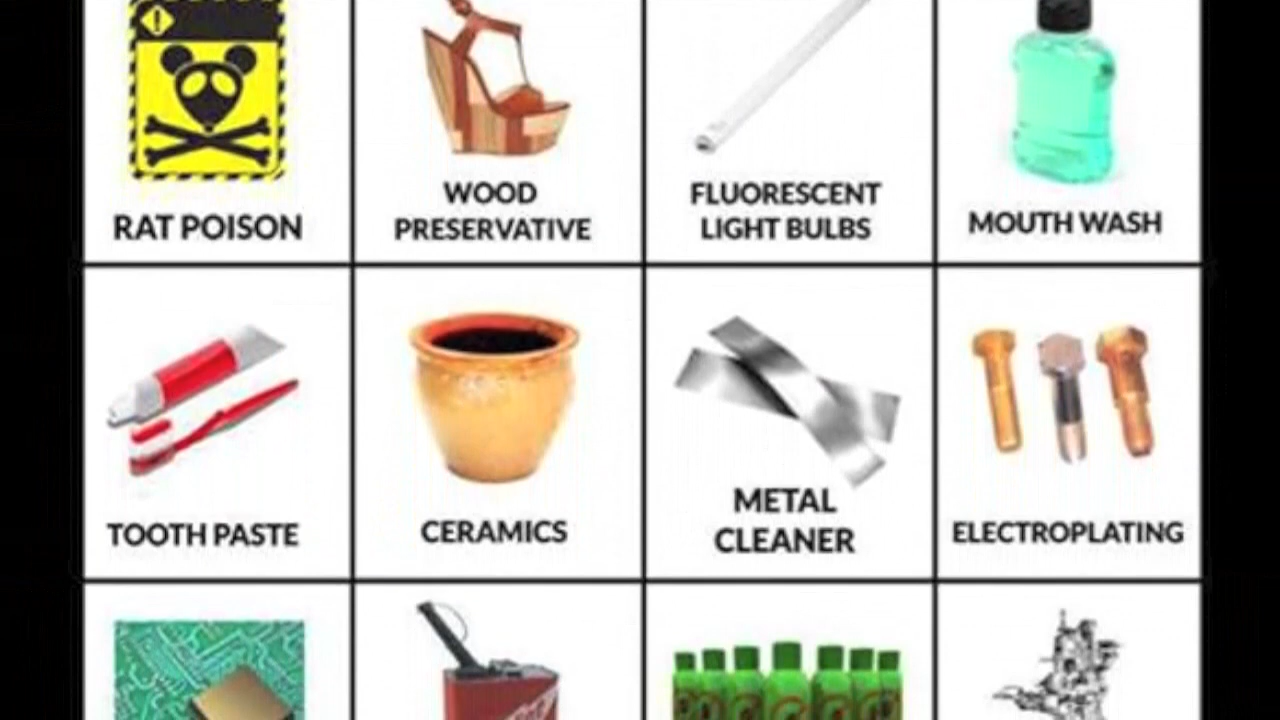 RAT POISON
WOOD
PRESERVATIVE
FLUORESCENT
LIGHT BULBS
MOUTH WASH
TOOTH PASTE
CERAMICS
METAL
CLEANER
ELECTROPLATING